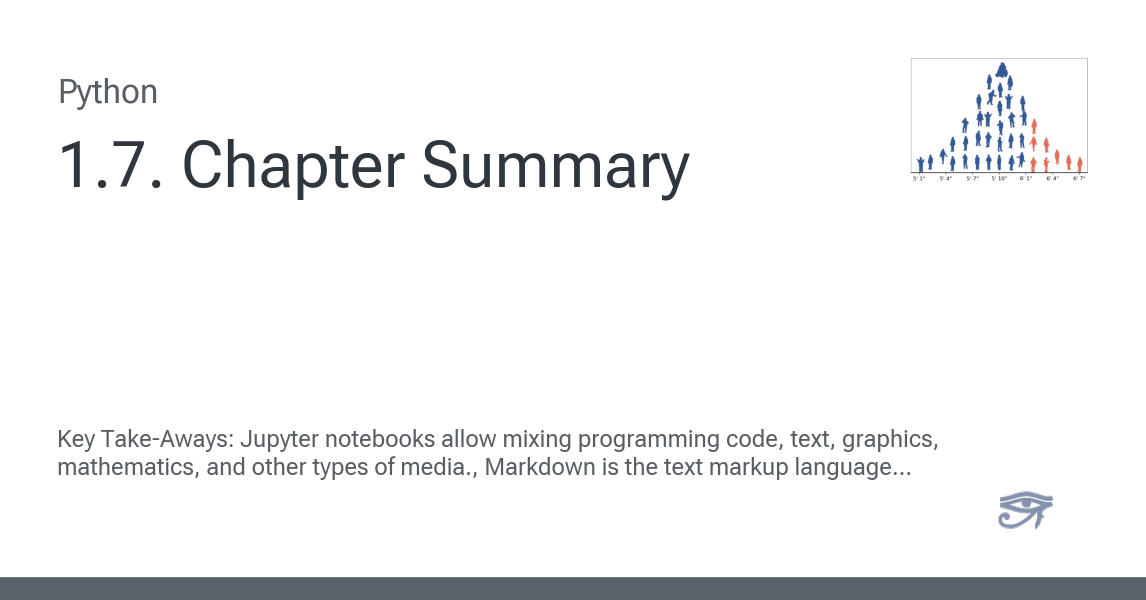 Python
1.7. Chapter Summary
5' 1" 5' 4" 5' 7" 5' 10" 6' 1" 6' 4" 6' 7"
Key Take-Aways: Jupyter notebooks allow mixing programming code, text, graphics,
mathematics, and other types of media., Markdown is the text markup language...